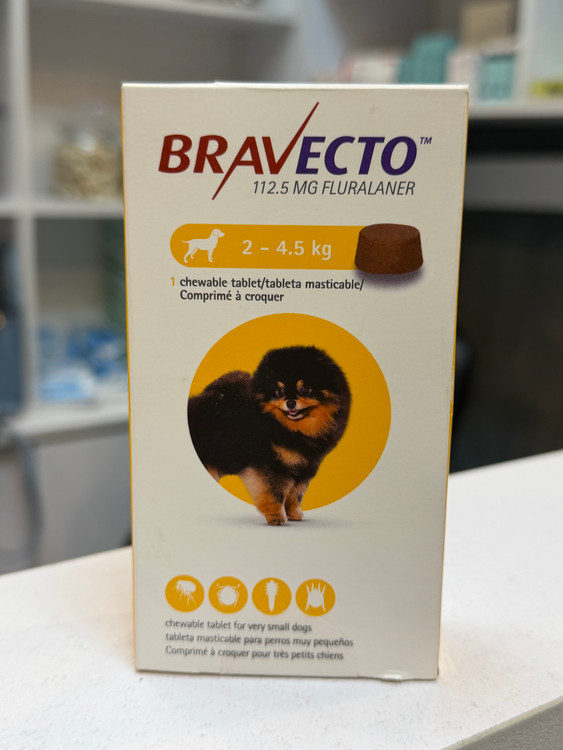 BRAVECTO™
112.5 MG FLURALANER
2 – 4.5 kg
1 chewable tablet/tableta masticable/
Comprimé à croquer
chewable tablet for very small dogs
tableta masticable para perros muy pequeños
Comprimé à croquer pour très petits chiens